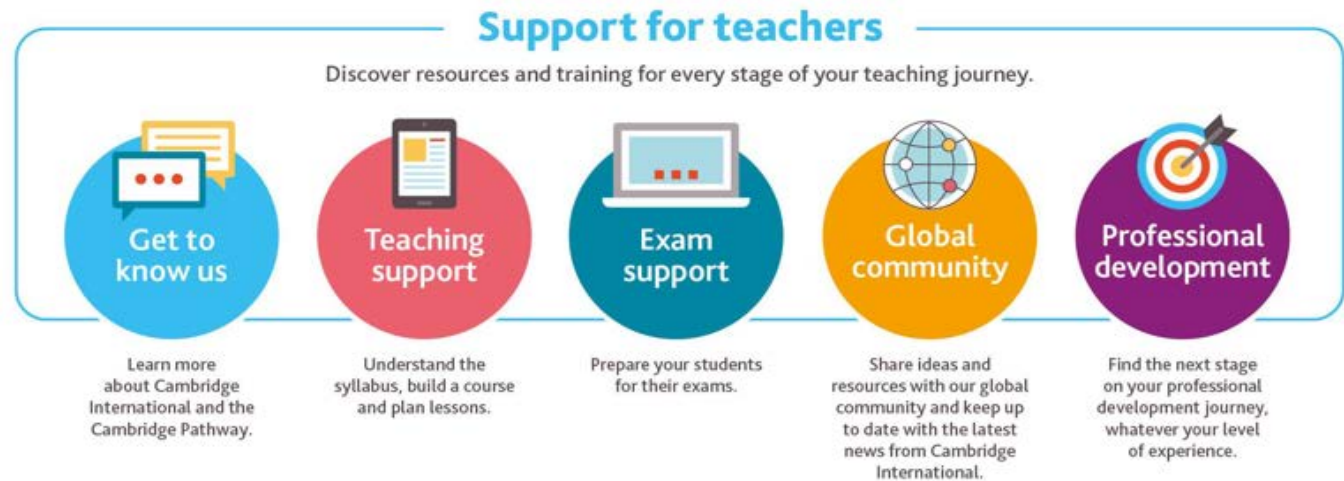 Support for teachers
Discover resources and training for every stage of your teaching journey.
Get to
know us
Learn more
about Cambridge
International and the
Cambridge Pathway.
Teaching
support
Understand the
syllabus, build a course
and plan lessons.
Exam
support
Prepare your students
for their exams.
Global
community
Share ideas and
resources with our global
community and keep up
to date with the latest
news from Cambridge
International.
Professional
development
Find the next stage
on your professional
development journey,
whatever your level
of experience.